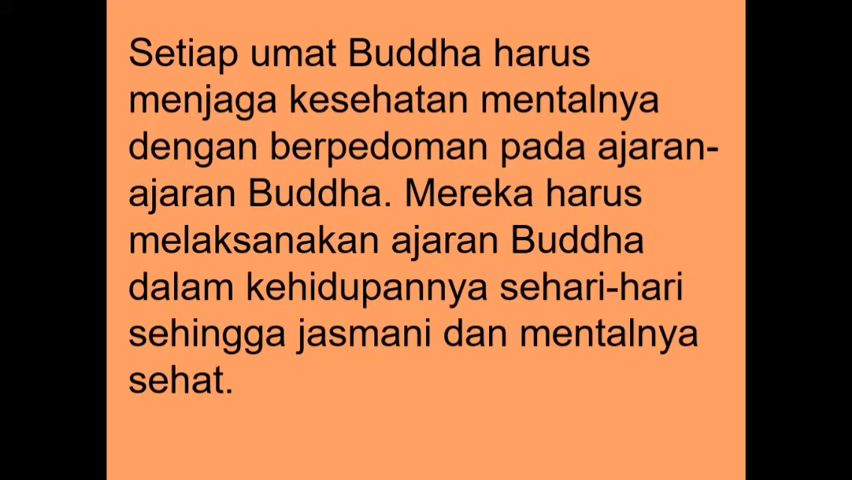 Setiap umat Buddha harus
menjaga kesehatan mentalnya
dengan berpedoman pada ajaran-
ajaran Buddha. Mereka harus
melaksanakan ajaran Buddha
dalam kehidupannya sehari-hari
sehingga jasmani dan mentalnya
sehat.